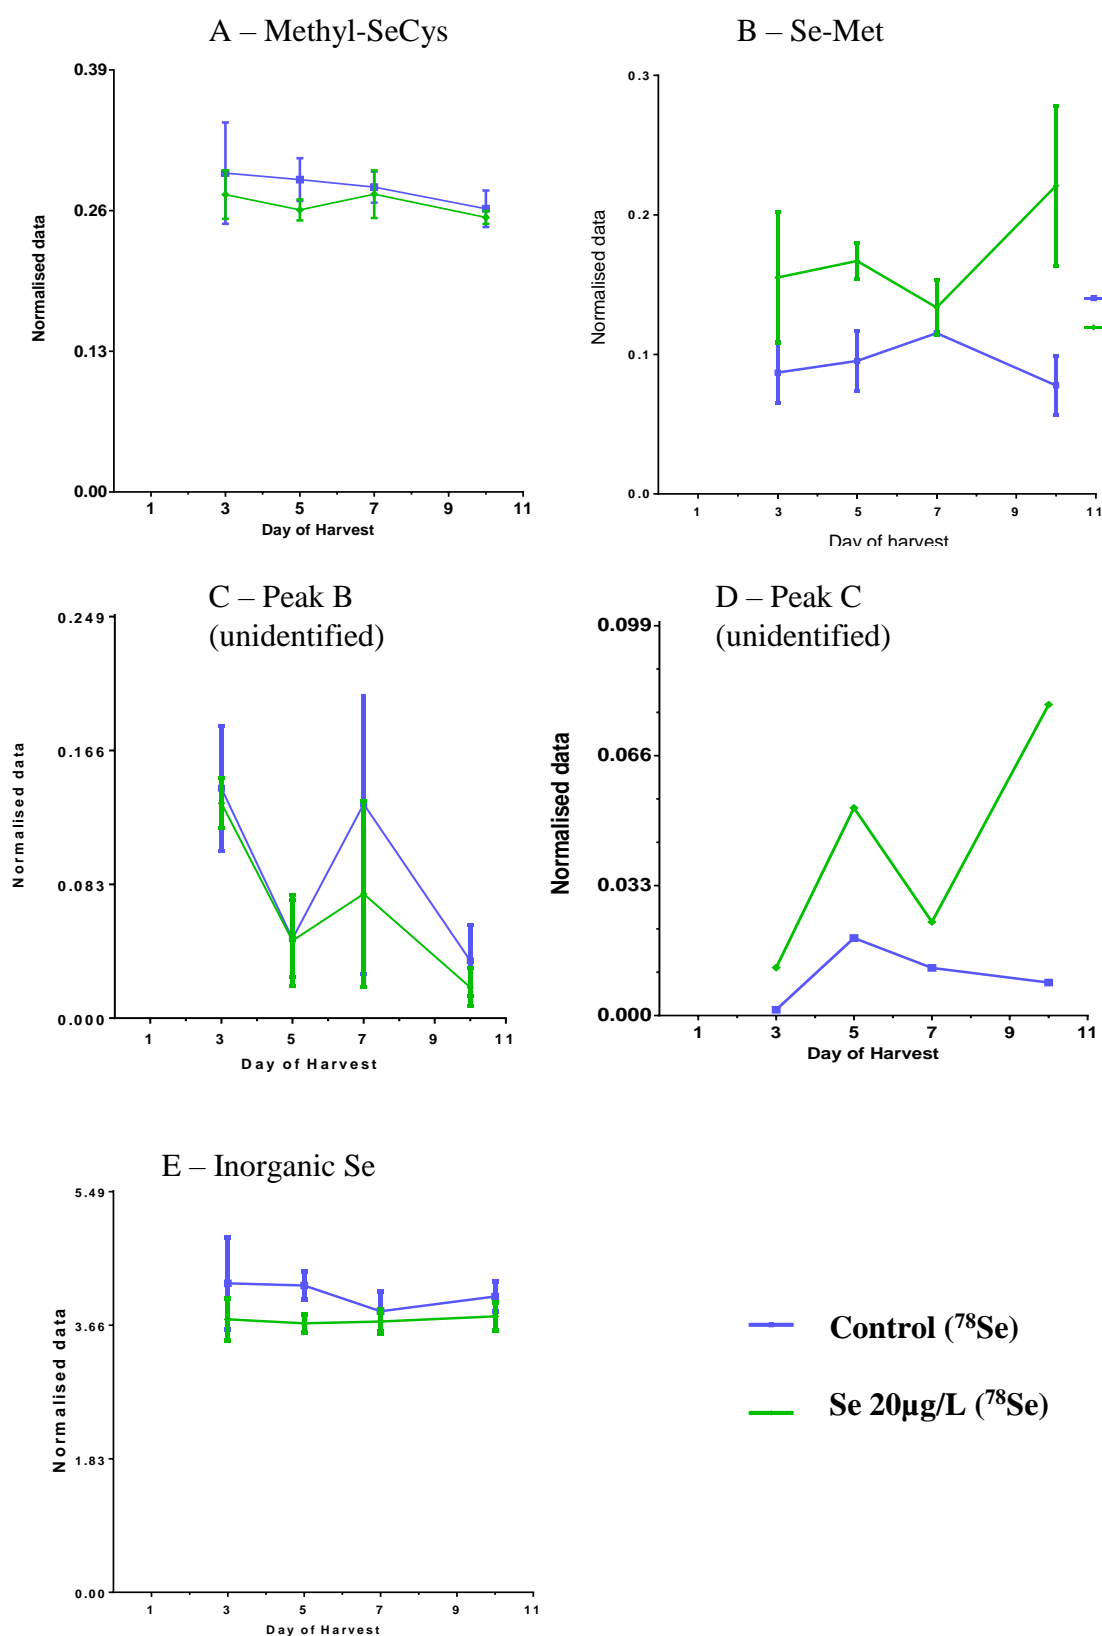 A – Methyl-SeCys
0.39
0.26
0.13
0.00
Normalised data
1 3 5 7 9 11
Day of Harvest
B – Se-Met
0.3
0.2
0.1
0.0
Normalised data
1 3 5 7 9 11
Day of harvest
C – Peak B
(unidentified)
0.249
0.166
0.083
0.000
Normalised data
1 3 5 7 9 11
Day of Harvest
D – Peak C
(unidentified)
0.099
0.066
0.033
0.000
Normalised data
1 3 5 7 9 11
Day of Harvest
E – Inorganic Se
5.49
3.66
1.83
0.00
Normalised data
1 3 5 7 9 11
Day of Harvest
Control (⁷⁸Se)
Se 20µg/L (⁷⁸Se)